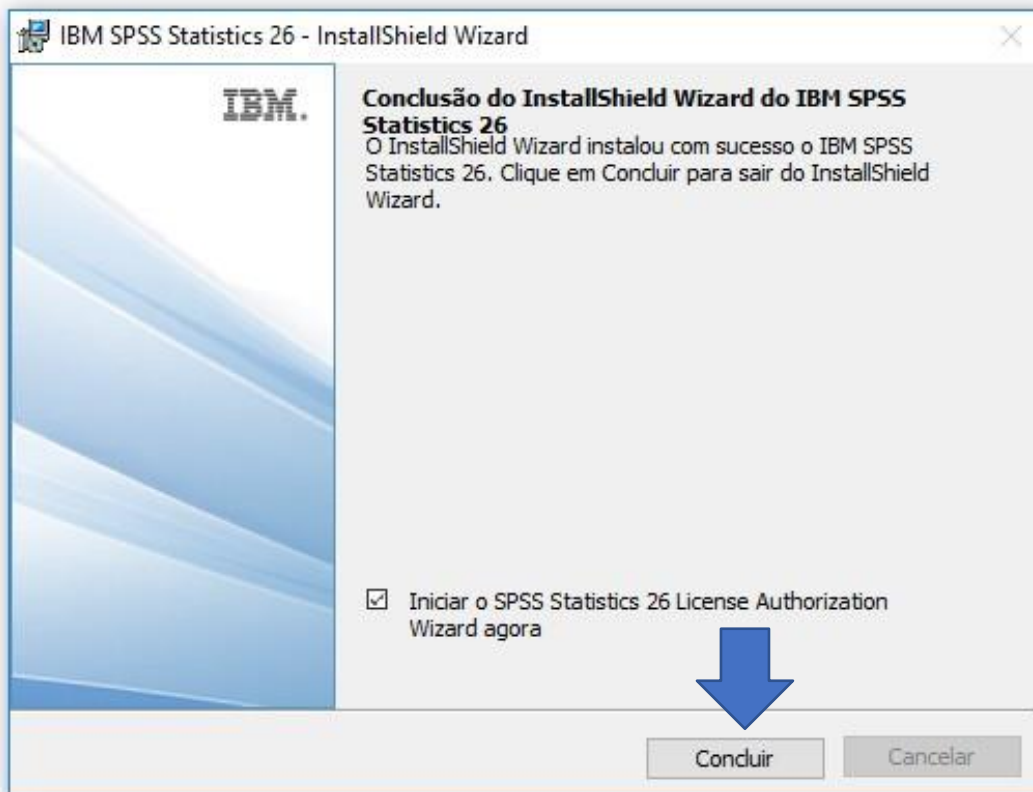 IBM SPSS Statistics 26 - InstallShield Wizard
IBM.
Conclusão do InstallShield Wizard do IBM SPSS
Statistics 26
O InstallShield Wizard instalou com sucesso o IBM SPSS
Statistics 26. Clique em Concluir para sair do InstallShield
Wizard.
Iniciar o SPSS Statistics 26 License Authorization
Wizard agora
Concluir
Cancelar